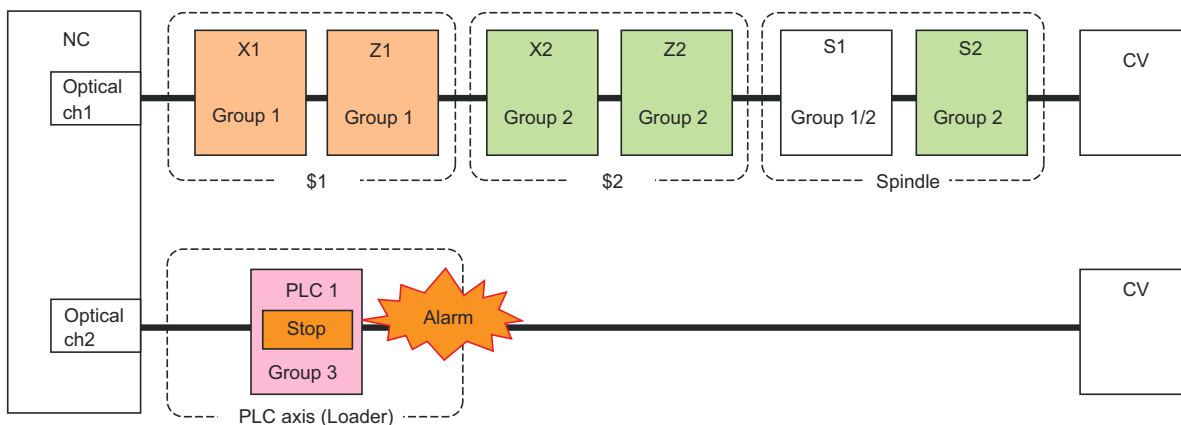 NC
Optical
ch1
X1
Group 1
Z1
Group 1
$1
X2
Group 2
Z2
Group 2
$2
S1
Group 1/2
S2
Group 2
Spindle
CV
Optical
ch2
PLC 1
Stop
Group 3
Alarm
PLC axis (Loader)
CV